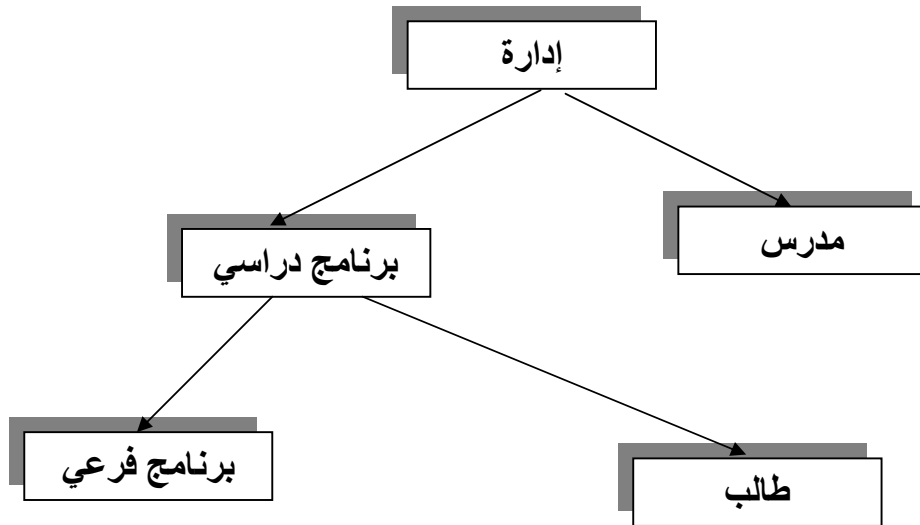 إدارة
مدرس
برنامج دراسي
برنامج فرعي
طالب